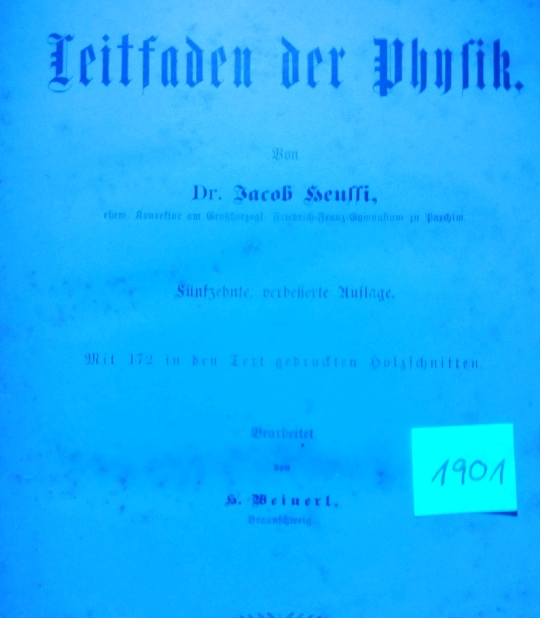 Leitfaden der Physik.
Von
Dr. Jacob Heussi,
ehem. Konrektor am Großherzogl. Friedrich-Franz-Gymnasium zu Parchim.
Fünfzehnte, verbesserte Auflage.
Mit 172 in den Text gedruckten Holzschnitten.
Bearbeitet
von
H. Weinert,
Braunschweig.
1901